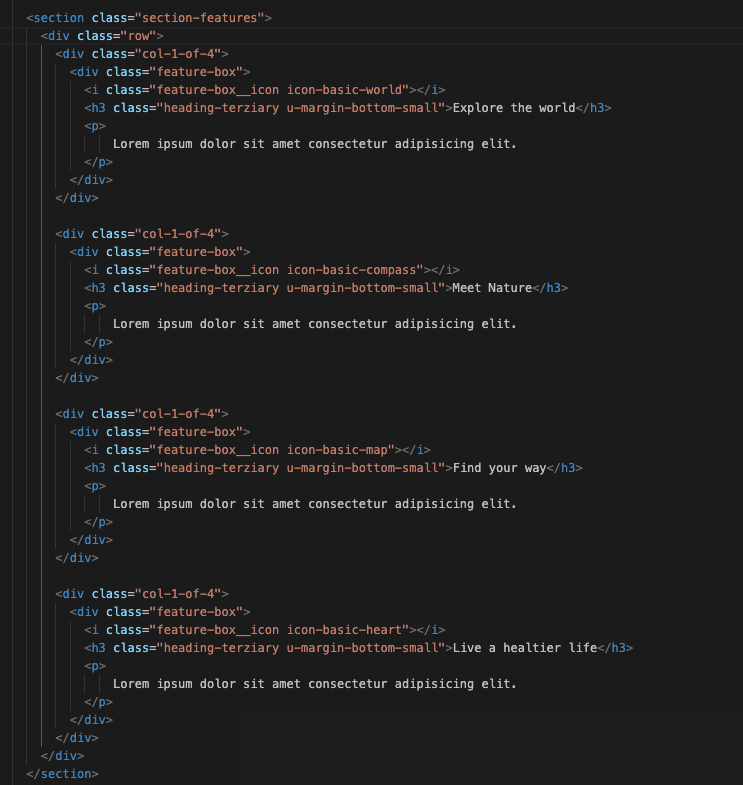 <section class="section-features">
<div class="row">
<div class="col-1-of-4">
<div class="feature-box">
<i class="feature-box__icon icon-basic-world"></i>
<h3 class="heading-terziary u-margin-bottom-small">Explore the world</h3>
<p>
Lorem ipsum dolor sit amet consectetur adipisicing elit.
</p>
</div>
</div>
<div class="col-1-of-4">
<div class="feature-box">
<i class="feature-box__icon icon-basic-compass"></i>
<h3 class="heading-terziary u-margin-bottom-small">Meet Nature</h3>
<p>
Lorem ipsum dolor sit amet consectetur adipisicing elit.
</p>
</div>
</div>
<div class="col-1-of-4">
<div class="feature-box">
<i class="feature-box__icon icon-basic-map"></i>
<h3 class="heading-terziary u-margin-bottom-small">Find your way</h3>
<p>
Lorem ipsum dolor sit amet consectetur adipisicing elit.
</p>
</div>
</div>
<div class="col-1-of-4">
<div class="feature-box">
<i class="feature-box__icon icon-basic-heart"></i>
<h3 class="heading-terziary u-margin-bottom-small">Live a healtier life</h3>
<p>
Lorem ipsum dolor sit amet consectetur adipisicing elit.
</p>
</div>
</div>
</div>
</section>